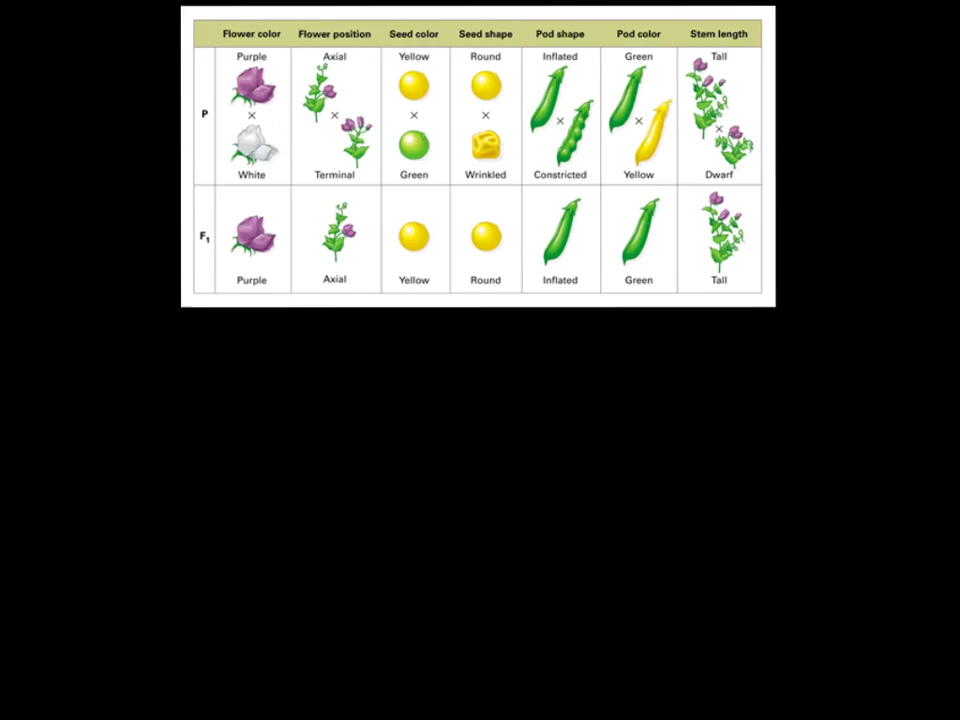 Flower color Flower position Seed color Seed shape Pod shape Pod color Stem length
Purple Axial Yellow Round Inflated Green Tall
P × × × × × × ×
White Terminal Green Wrinkled Constricted Yellow Dwarf
F₁
Purple Axial Yellow Round Inflated Green Tall